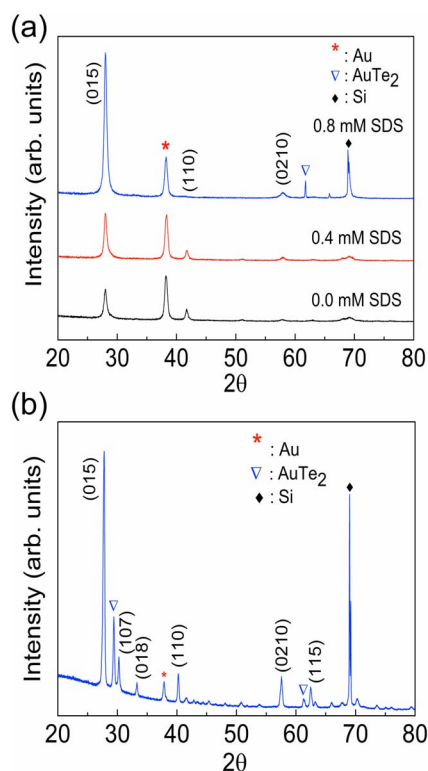 (a)
Intensity (arb. units)
* : Au
▽ : AuTe2
♦ : Si
(015)
*
(110)
(0210)
▽
♦
0.8 mM SDS
0.4 mM SDS
0.0 mM SDS
20 30 40 50 60 70 80
2θ
(b)
Intensity (arb. units)
* : Au
▽ : AuTe2
♦ : Si
(015)
▽
(107)
(018)
*
(110)
(0210)
▽
(115)
♦
20 30 40 50 60 70 80
2θ